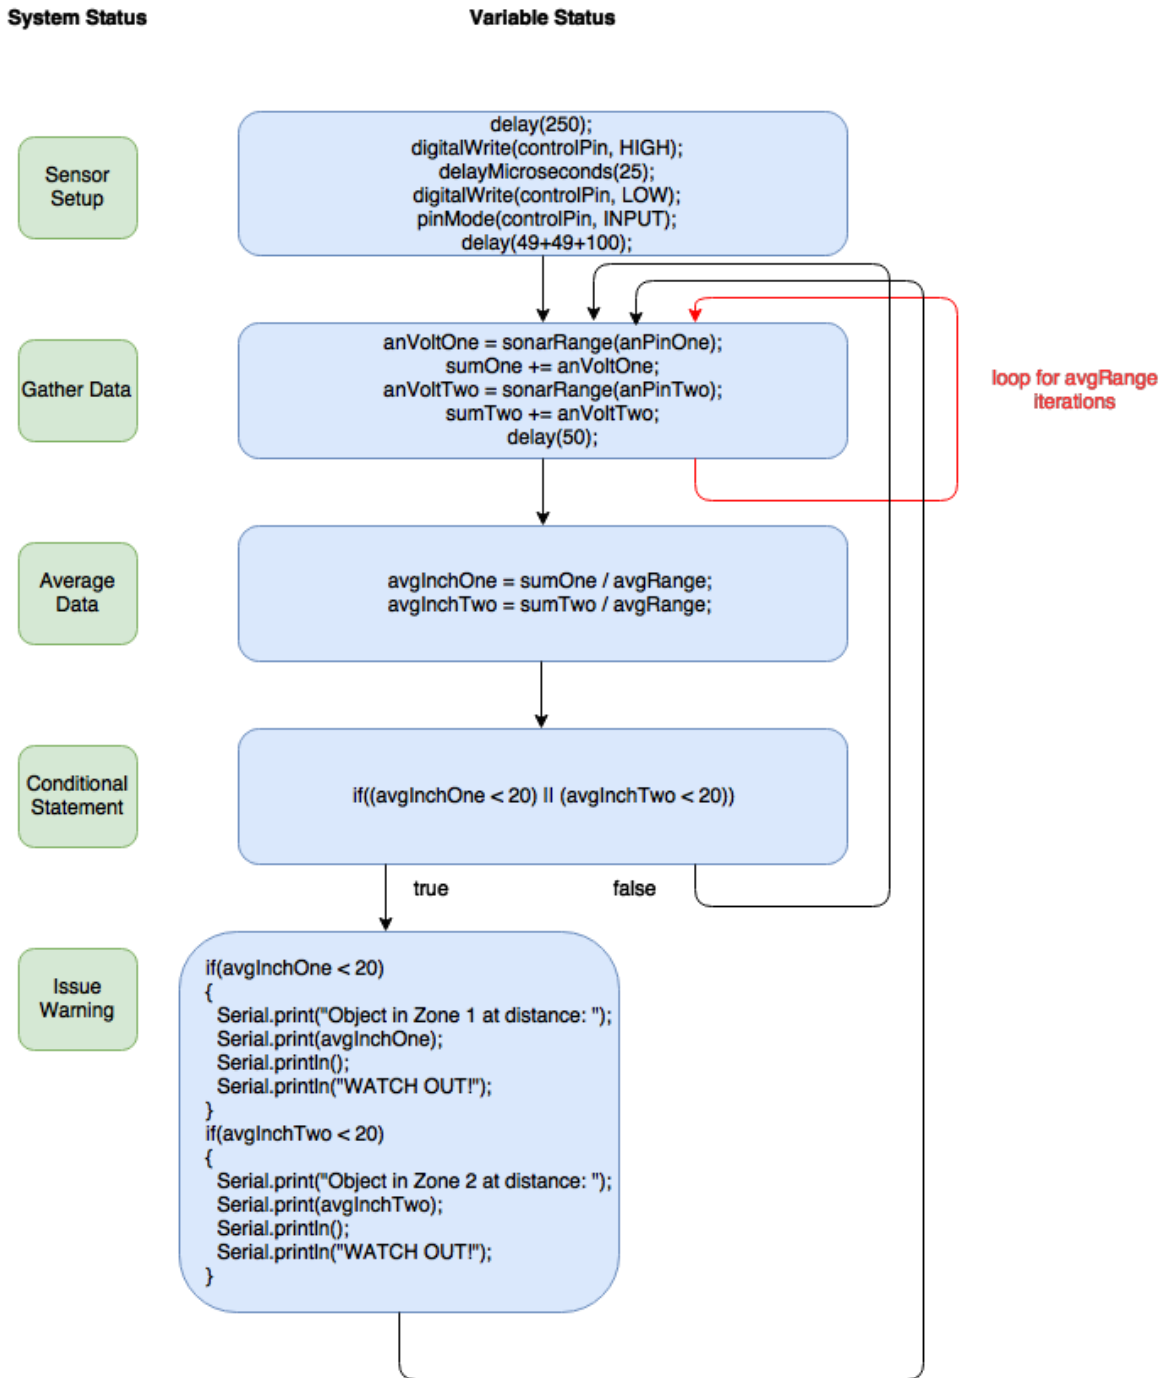 System Status
Variable Status
Sensor
Setup
delay(250);
digitalWrite(controlPin, HIGH);
delayMicroseconds(25);
digitalWrite(controlPin, LOW);
pinMode(controlPin, INPUT);
delay(49+49+100);
Gather Data
anVoltOne = sonarRange(anPinOne);
sumOne += anVoltOne;
anVoltTwo = sonarRange(anPinTwo);
sumTwo += anVoltTwo;
delay(50);
loop for avgRange
iterations
Average
Data
avgInchOne = sumOne / avgRange;
avgInchTwo = sumTwo / avgRange;
Conditional
Statement
if((avgInchOne < 20) || (avgInchTwo < 20))
true
false
Issue
Warning
if(avgInchOne < 20)
{
Serial.print("Object in Zone 1 at distance: ");
Serial.print(avgInchOne);
Serial.println();
Serial.println("WATCH OUT!");
}
if(avgInchTwo < 20)
{
Serial.print("Object in Zone 2 at distance: ");
Serial.print(avgInchTwo);
Serial.println();
Serial.println("WATCH OUT!");
}